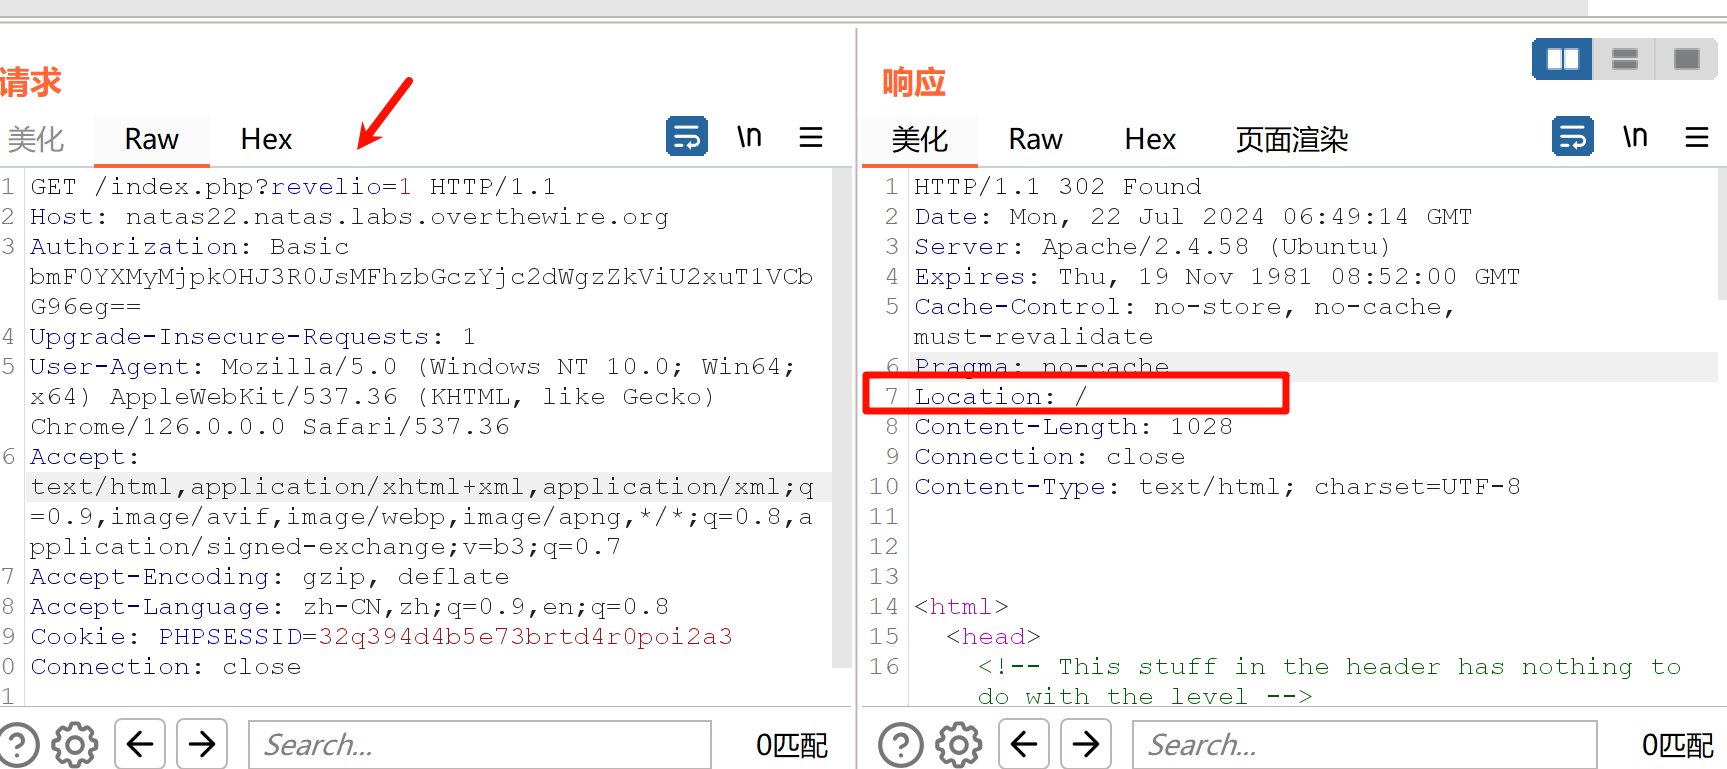 请求
美化 Raw Hex \n
1 GET /index.php?revelio=1 HTTP/1.1
2 Host: natas22.natas.labs.overthewire.org
3 Authorization: Basic
bmF0YXMyMjpkOHJ3R0JsMFhzbGczYjc2dWgzZkViU2xuT1VCb
G96eg==
4 Upgrade-Insecure-Requests: 1
5 User-Agent: Mozilla/5.0 (Windows NT 10.0; Win64;
x64) AppleWebKit/537.36 (KHTML, like Gecko)
Chrome/126.0.0.0 Safari/537.36
6 Accept:
text/html,application/xhtml+xml,application/xml;q
=0.9,image/avif,image/webp,image/apng,*/*;q=0.8,a
pplication/signed-exchange;v=b3;q=0.7
7 Accept-Encoding: gzip, deflate
8 Accept-Language: zh-CN,zh;q=0.9,en;q=0.8
9 Cookie: PHPSESSID=32q394d4b5e73brtd4r0poi2a3
0 Connection: close
1
Search...
0匹配
响应
美化 Raw Hex 页面渲染 \n
1 HTTP/1.1 302 Found
2 Date: Mon, 22 Jul 2024 06:49:14 GMT
3 Server: Apache/2.4.58 (Ubuntu)
4 Expires: Thu, 19 Nov 1981 08:52:00 GMT
5 Cache-Control: no-store, no-cache,
must-revalidate
6 Pragma: no-cache
7 Location: /
8 Content-Length: 1028
9 Connection: close
10 Content-Type: text/html; charset=UTF-8
11
12
13
14 <html>
15 <head>
16 <!-- This stuff in the header has nothing to
do with the level -->
Search...
0匹配